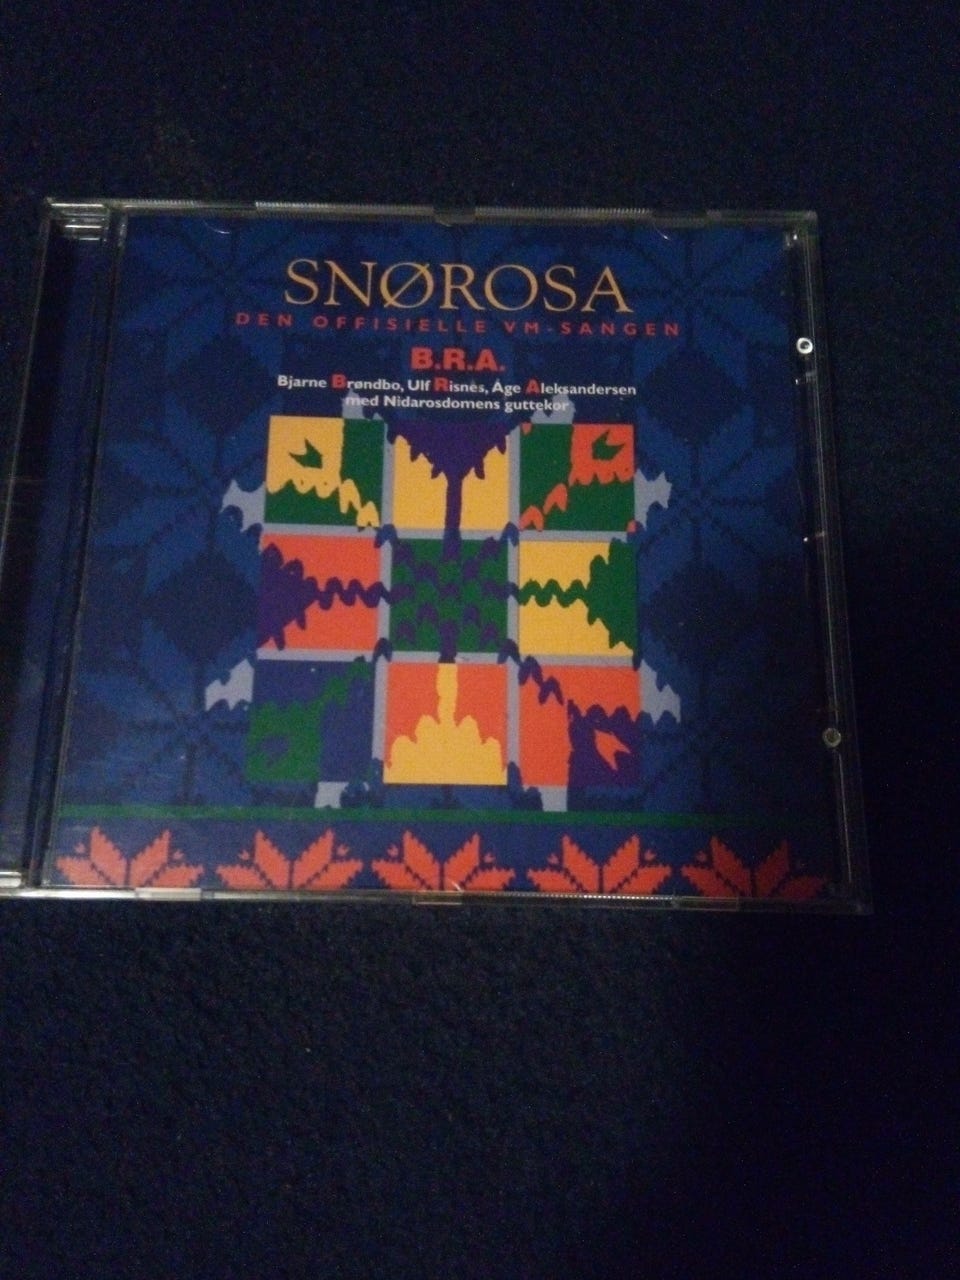 SNØROSA
DEN OFFISIELLE VM-SANGEN
B.R.A.
Bjarne Brøndbo, Ulf Risnes, Åge Aleksandersen
med Nidarosdomens guttekor